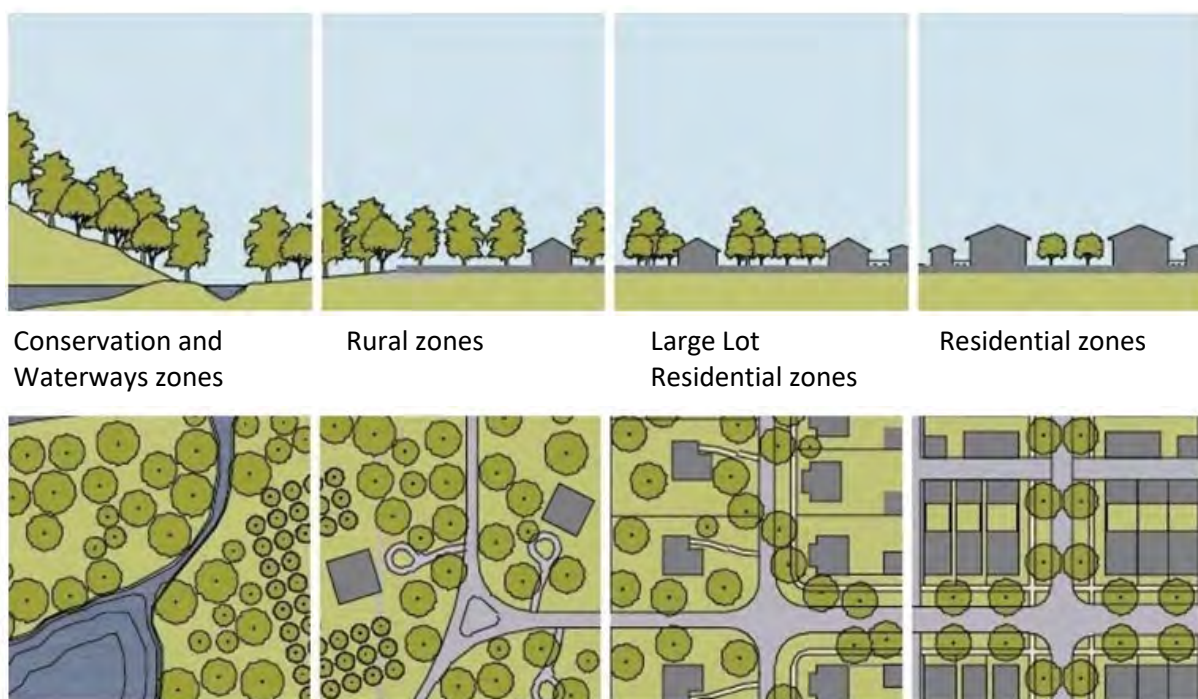 Conservation and
Waterways zones
Rural zones
Large Lot
Residential zones
Residential zones